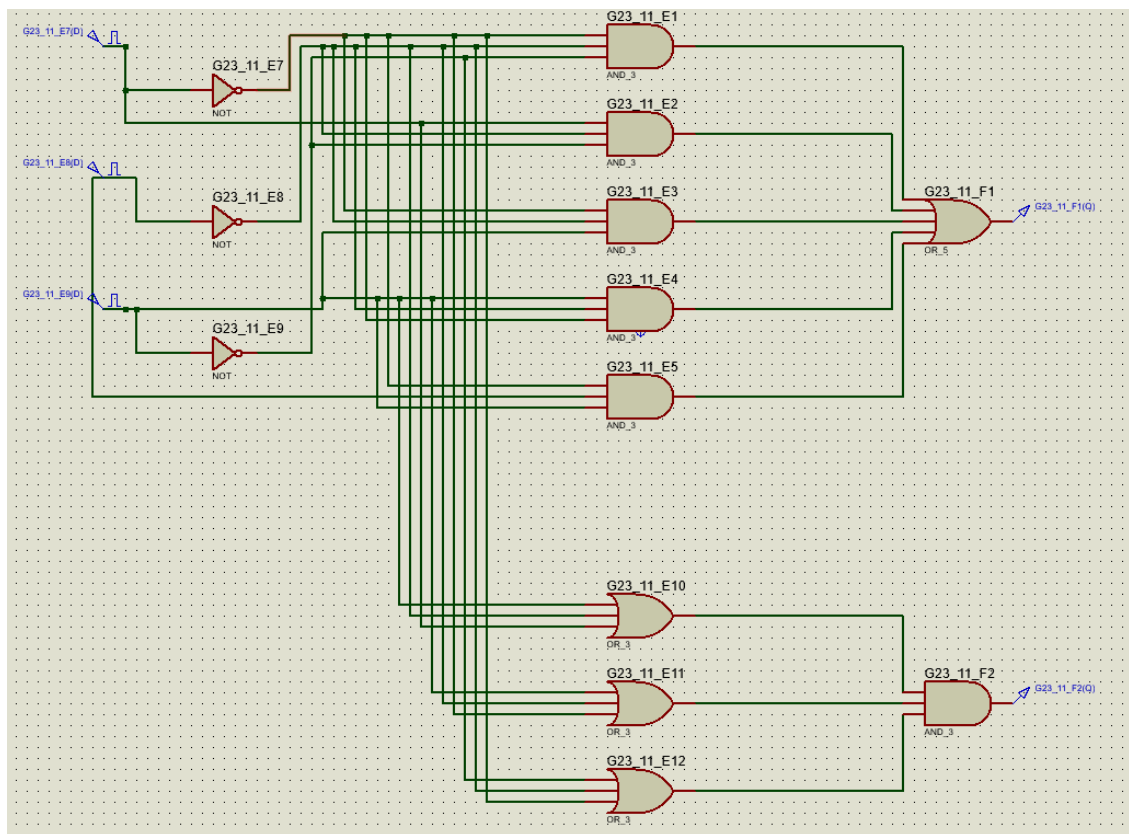 G23_11_E7(D)
G23_11_E7
NOT
G23_11_E8(D)
G23_11_E8
NOT
G23_11_E9(D)
G23_11_E9
NOT
G23_11_E1
AND_3
G23_11_E2
AND_3
G23_11_E3
AND_3
G23_11_E4
AND_3
G23_11_E5
AND_3
G23_11_F1
OR_5
G23_11_F1(Q)
G23_11_E10
OR_3
G23_11_E11
OR_3
G23_11_E12
OR_3
G23_11_F2
AND_3
G23_11_F2(Q)